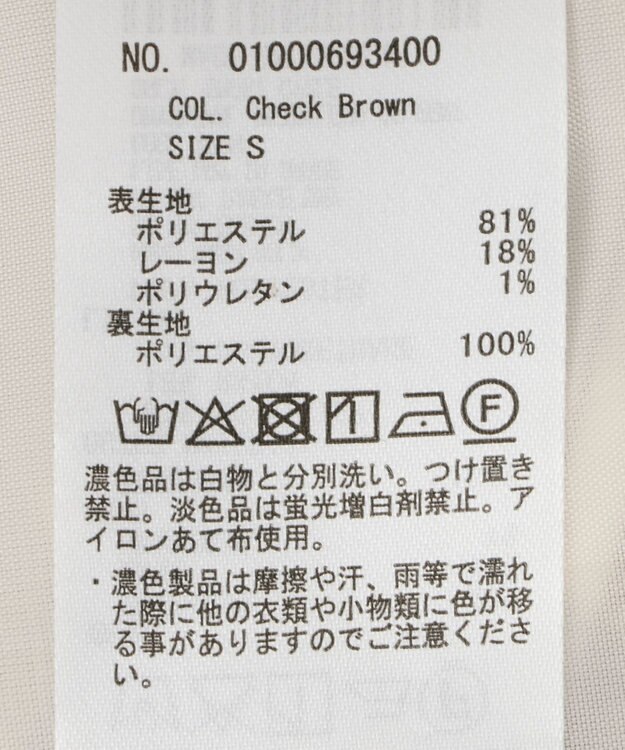 NO. 01000693400
COL. Check Brown
SIZE S
表生地
ポリエステル 81%
レーヨン 18%
ポリウレタン 1%
裏生地
ポリエステル 100%
F
濃色品は白物と分別洗い。つけ置き
禁止。淡色品は蛍光増白剤禁止。ア
イロンあて布使用。
・濃色製品は摩擦や汗、雨等で濡れ
た際に他の衣類や小物類に色が移
る事がありますのでご注意くださ
い。